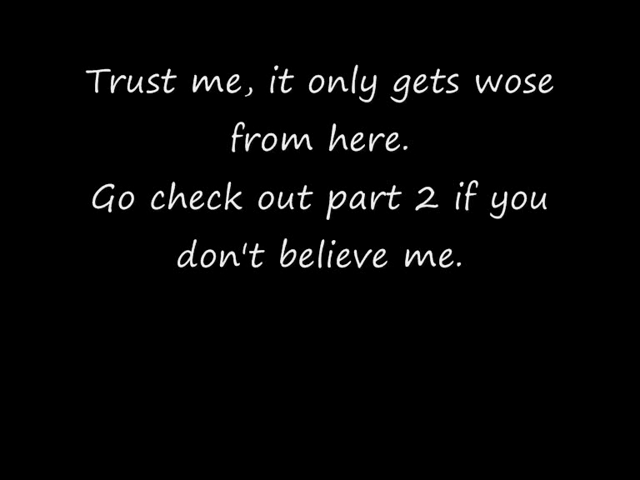 Trust me, it only gets wose
from here.
Go check out part 2 if you
don't believe me.